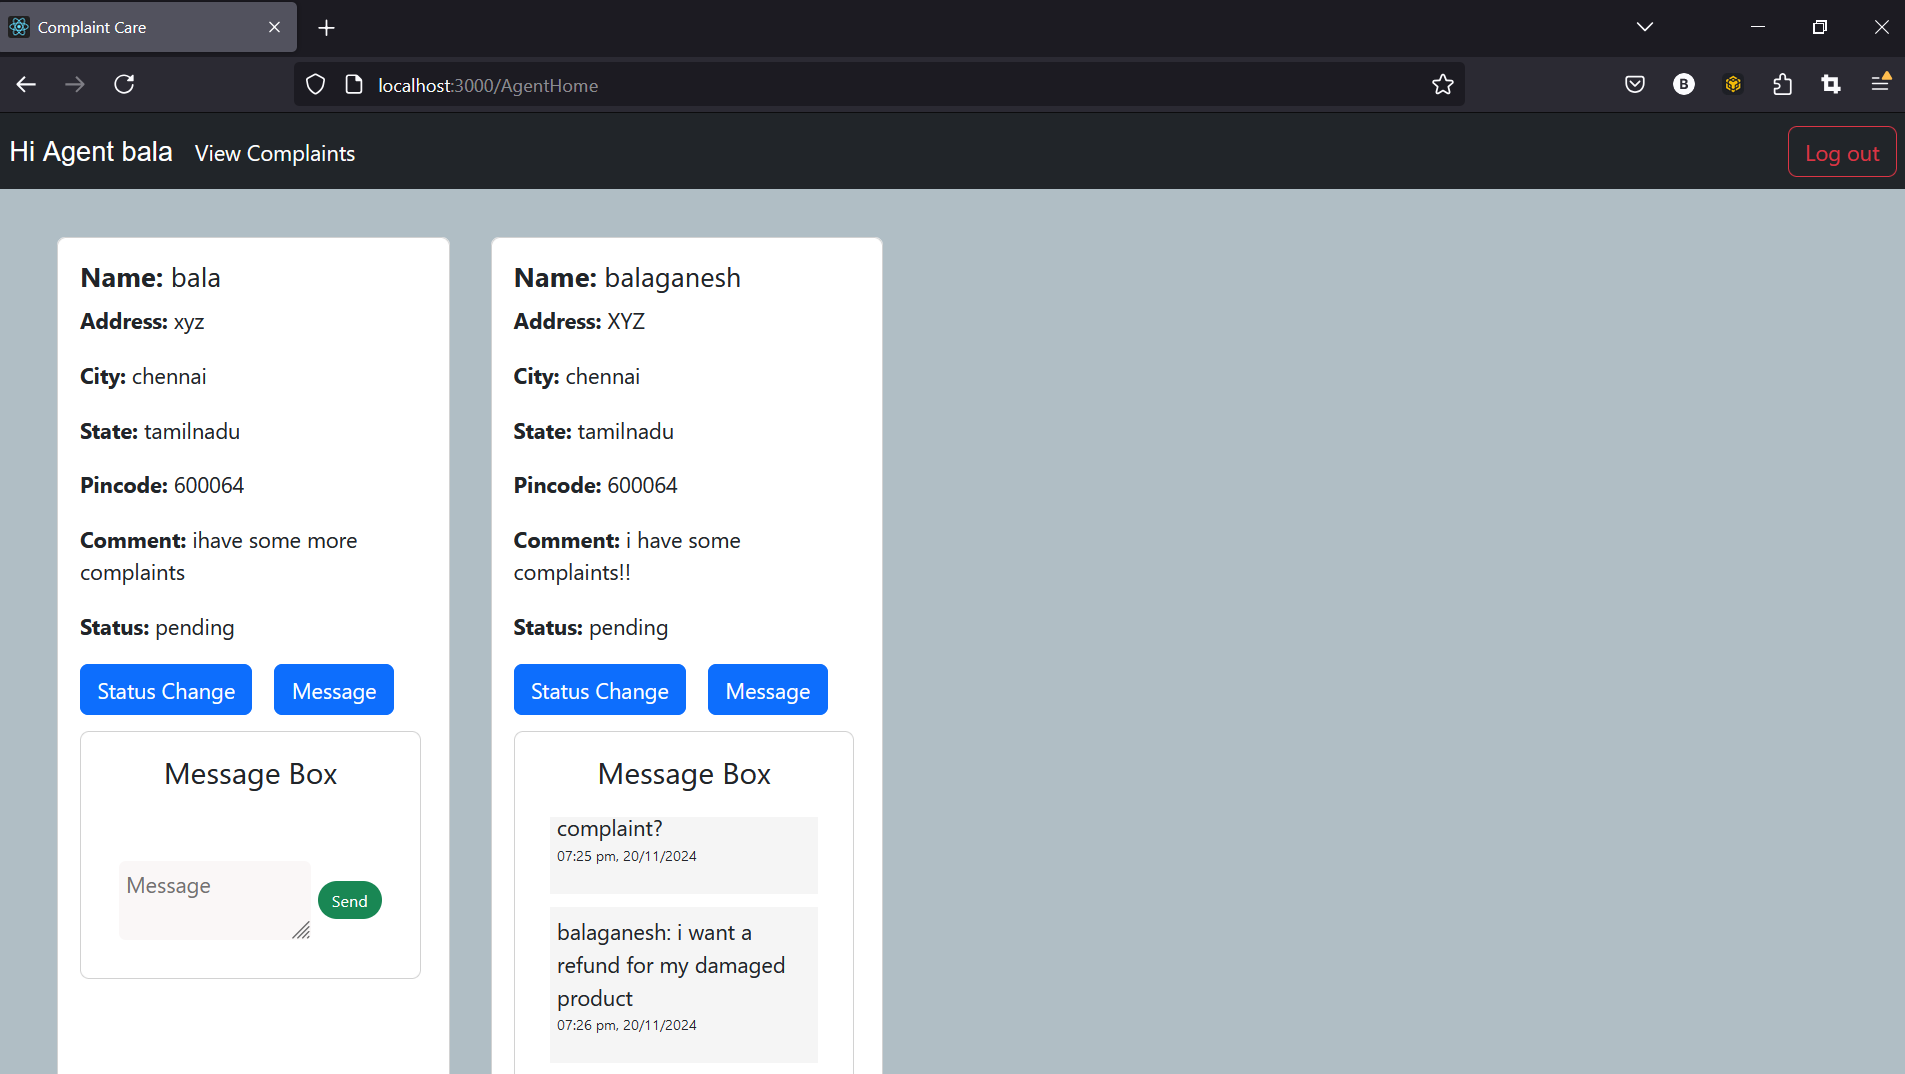 Complaint Care
localhost:3000/AgentHome
B
Hi Agent bala
View Complaints
Log out
Name: bala
Address: xyz
City: chennai
State: tamilnadu
Pincode: 600064
Comment: ihave some more
complaints
Status: pending
Status Change
Message
Message Box
Message
Send
Name: balaganesh
Address: XYZ
City: chennai
State: tamilnadu
Pincode: 600064
Comment: i have some
complaints!!
Status: pending
Status Change
Message
Message Box
complaint?
07:25 pm, 20/11/2024
balaganesh: i want a
refund for my damaged
product
07:26 pm, 20/11/2024